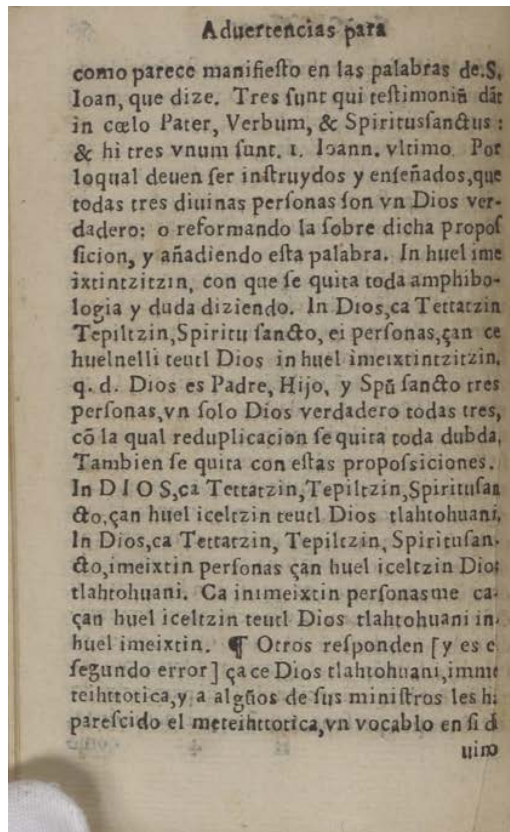 Aduertencias para
como parece manifiesto en las palabras de.S.
Ioan, que dize. Tres sunt qui testimoniũ dãt
in cœlo Pater, Verbum, & Spiritussanctus :
& hi tres vnum sunt. 1. Ioann. vltimo. Por
loqual deuen ser instruydos y enseñados,que
todas tres diuinas personas son vn Dios ver-
dadero: o reformando la sobre dicha propos
sicion, y añadiendo esta palabra. In huel ime
ixtintzitzin, con que se quita toda amphibo-
logia y duda diziendo. In Dios,ca Tettatzin
Tepiltzin,Spiritu sancto, ei personas,çan ce
huelnelli teutl Dios in huel imeixtintzitzin.
q. d. Dios es Padre, Hijo, y Spũ sancto tres
personas,vn solo Dios verdadero todas tres,
cõ la qual reduplicacion se quita toda dubda.
Tambien se quita con estas propossiciones.
In DIOS,ca Tettatzin,Tepiltzin,Spiritusan
cto,çan huel iceltzin teutl Dios tlahtohuani.
In Dios,ca Tettatzin, Tepiltzin, Spiritusan-
cto,imeixtin personas çan huel iceltzin Dios
tlahtohuani. Ca inimeixtin personasme ca-
çan huel iceltzin teutl Dios tlahtohuani in-
huel imeixtin. ¶ Otros responden [y es e
segundo error] ça ce Dios tlahtohuani,imme
teihttotica,y a algũos de sus ministros les ha
parescido el meteihttotica,vn vocablo en si di
uino